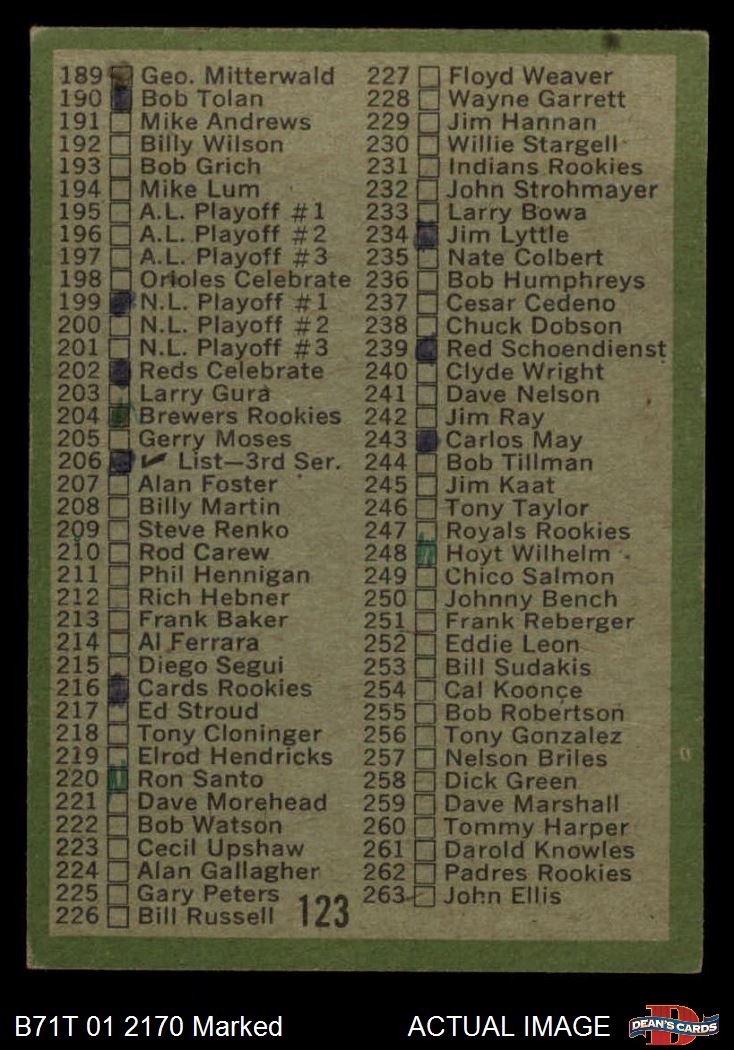 189 Geo. Mitterwald
190 Bob Tolan
191 Mike Andrews
192 Billy Wilson
193 Bob Grich
194 Mike Lum
195 A.L. Playoff #1
196 A.L. Playoff #2
197 A.L. Playoff #3
198 Orioles Celebrate
199 N.L. Playoff #1
200 N.L. Playoff #2
201 N.L. Playoff #3
202 Reds Celebrate
203 Larry Gura
204 Brewers Rookies
205 Gerry Moses
206 ✓ List—3rd Ser.
207 Alan Foster
208 Billy Martin
209 Steve Renko
210 Rod Carew
211 Phil Hennigan
212 Rich Hebner
213 Frank Baker
214 Al Ferrara
215 Diego Segui
216 Cards Rookies
217 Ed Stroud
218 Tony Cloninger
219 Elrod Hendricks
220 Ron Santo
221 Dave Morehead
222 Bob Watson
223 Cecil Upshaw
224 Alan Gallagher
225 Gary Peters
226 Bill Russell
123
227 Floyd Weaver
228 Wayne Garrett
229 Jim Hannan
230 Willie Stargell
231 Indians Rookies
232 John Strohmayer
233 Larry Bowa
234 Jim Lyttle
235 Nate Colbert
236 Bob Humphreys
237 Cesar Cedeno
238 Chuck Dobson
239 Red Schoendienst
240 Clyde Wright
241 Dave Nelson
242 Jim Ray
243 Carlos May
244 Bob Tillman
245 Jim Kaat
246 Tony Taylor
247 Royals Rookies
248 Hoyt Wilhelm
249 Chico Salmon
250 Johnny Bench
251 Frank Reberger
252 Eddie Leon
253 Bill Sudakis
254 Cal Koonce
255 Bob Robertson
256 Tony Gonzalez
257 Nelson Briles
258 Dick Green
259 Dave Marshall
260 Tommy Harper
261 Darold Knowles
262 Padres Rookies
263 John Ellis
B71T 01 2170 Marked
ACTUAL IMAGE
DEAN'S CARDS